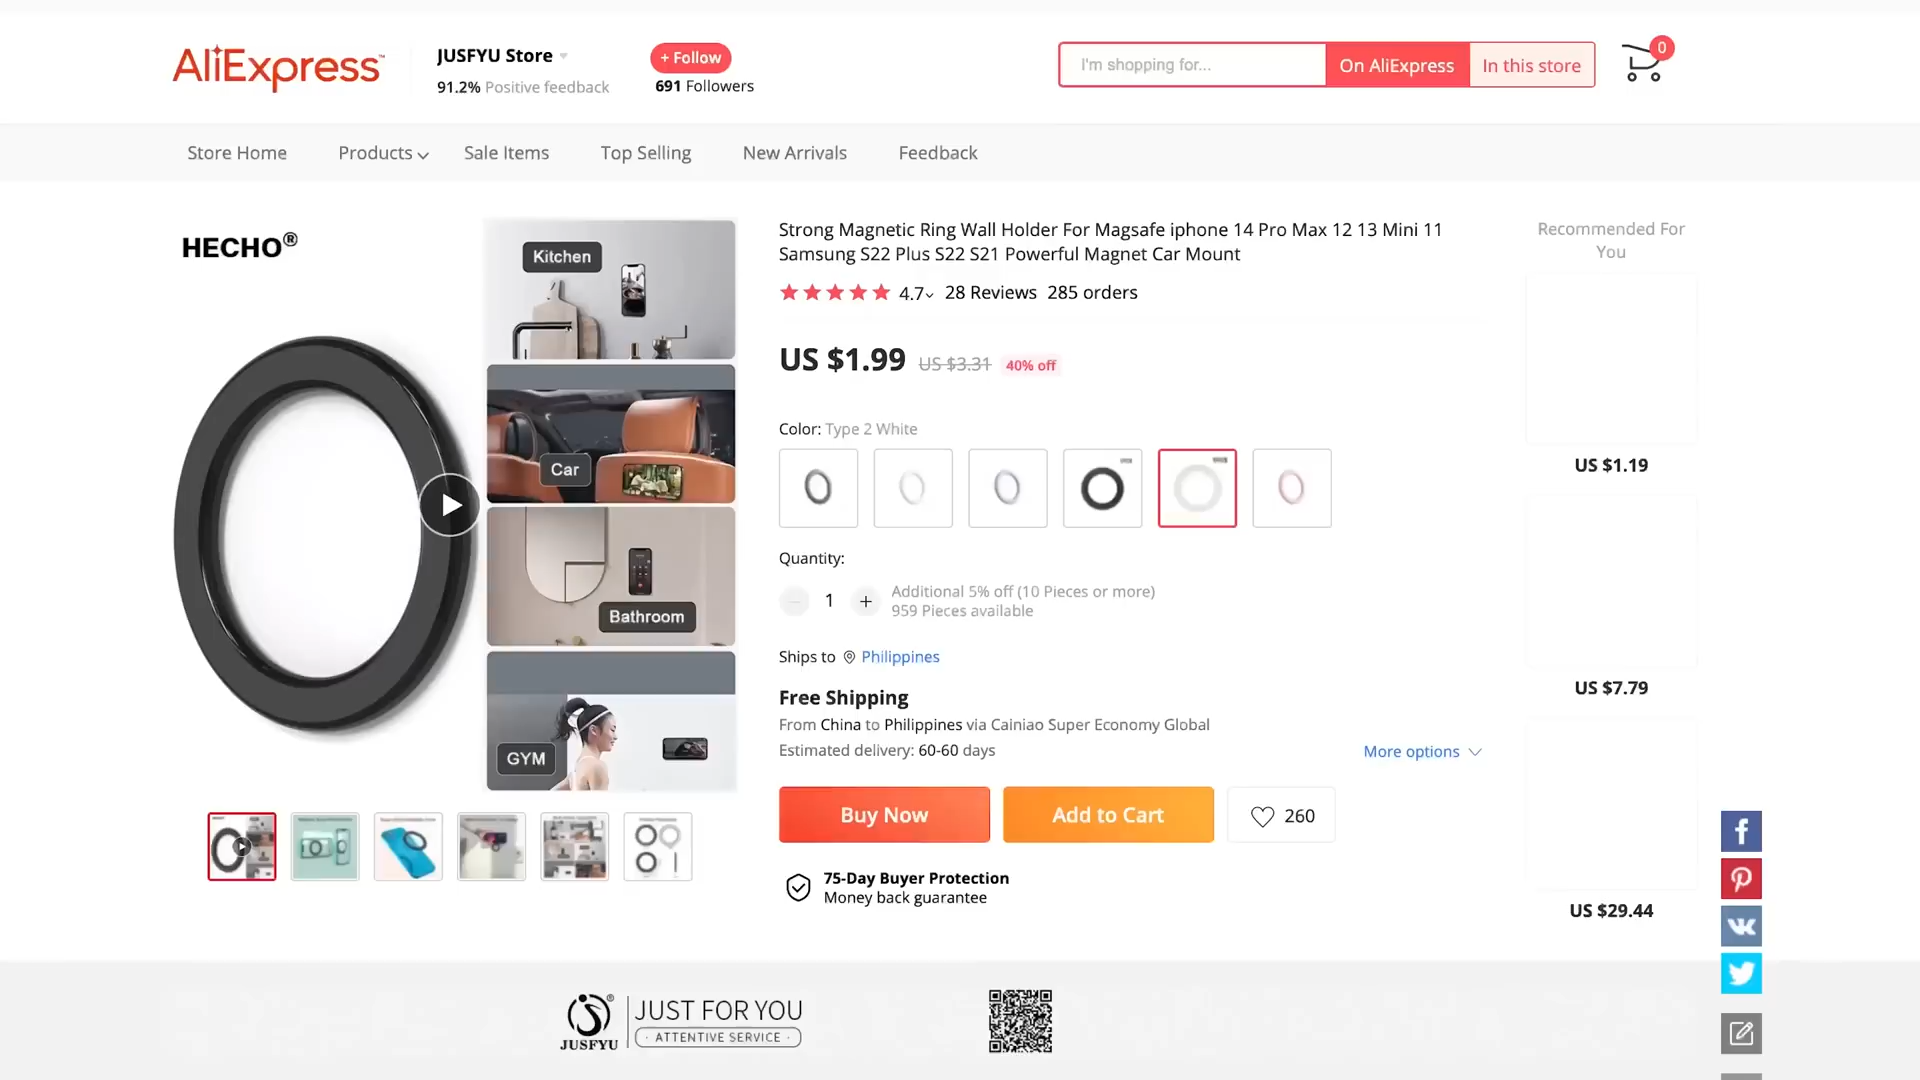 AliExpress™
JUSFYU Store
91.2% Positive feedback
+ Follow
691 Followers
I'm shopping for...
On AliExpress
In this store
0
Store Home
Products
Sale Items
Top Selling
New Arrivals
Feedback
HECHO®
Kitchen
Car
Bathroom
GYM
Strong Magnetic Ring Wall Holder For Magsafe iphone 14 Pro Max 12 13 Mini 11
Samsung S22 Plus S22 S21 Powerful Magnet Car Mount
4.7 28 Reviews 285 orders
US $1.99 US $3.31 40% off
Color: Type 2 White
Quantity:
1
Additional 5% off (10 Pieces or more)
959 Pieces available
Ships to Philippines
Free Shipping
From China to Philippines via Cainiao Super Economy Global
Estimated delivery: 60-60 days
More options
Buy Now
Add to Cart
260
75-Day Buyer Protection
Money back guarantee
Recommended For
You
US $1.19
US $7.79
US $29.44
JUSFYU
JUST FOR YOU
· ATTENTIVE SERVICE ·